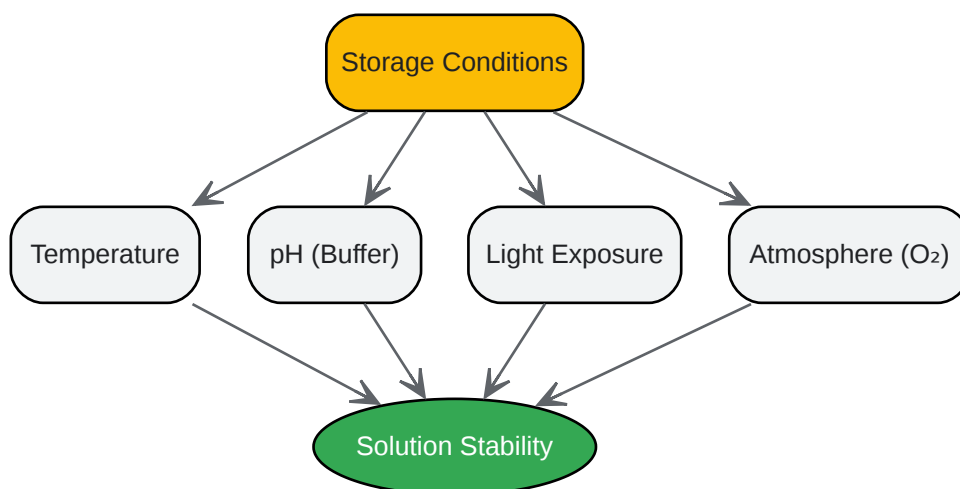 Storage Conditions
Temperature
pH (Buffer)
Light Exposure
Atmosphere (O₂)
Solution Stability